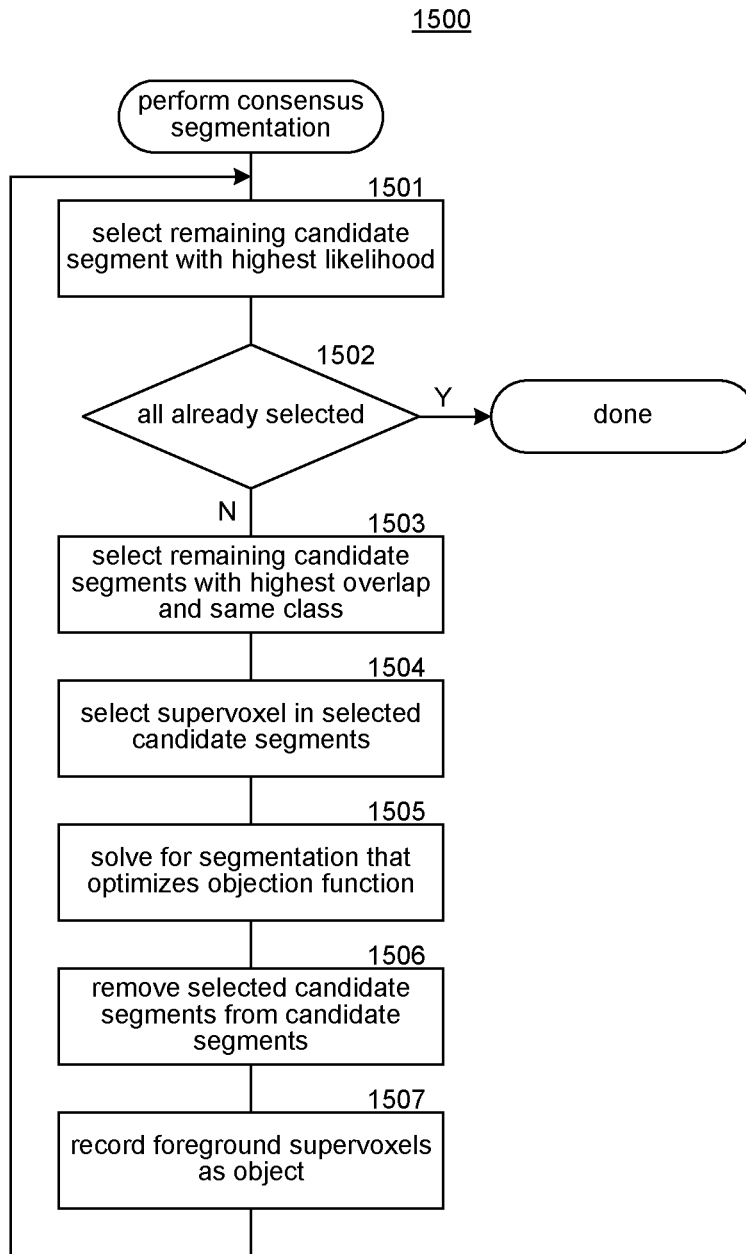 1500
perform consensus
segmentation
1501
select remaining candidate
segment with highest likelihood
1502
all already selected
Y
done
N
1503
select remaining candidate
segments with highest overlap
and same class
1504
select supervoxel in selected
candidate segments
1505
solve for segmentation that
optimizes objection function
1506
remove selected candidate
segments from candidate
segments
1507
record foreground supervoxels
as object